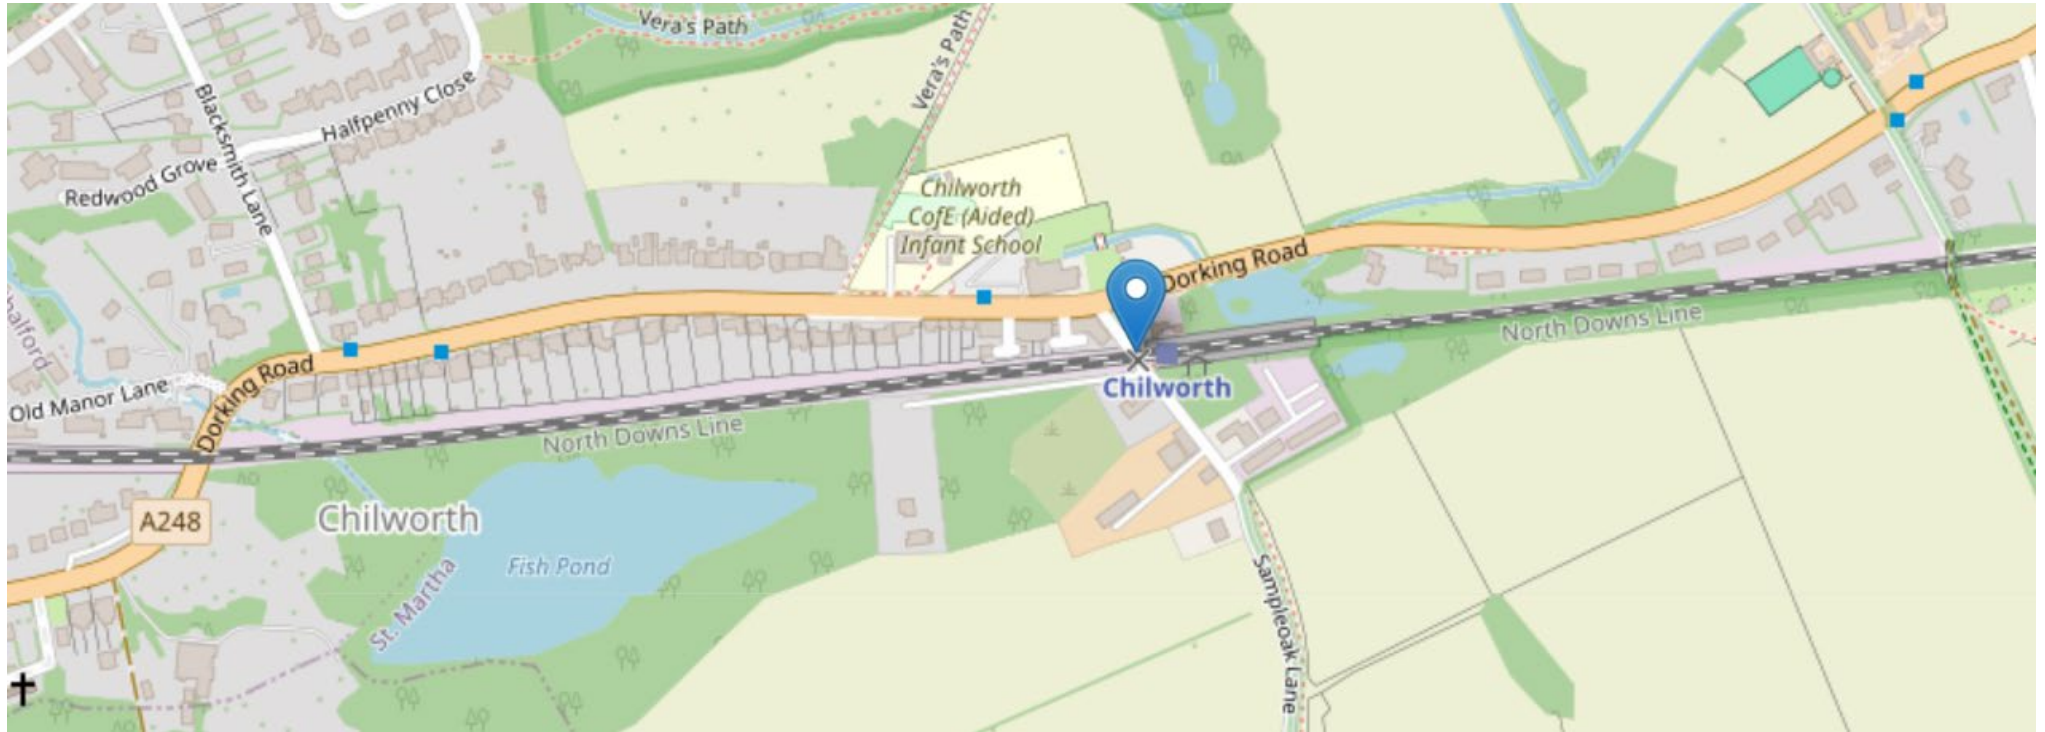 Vera's Path
Vera's Path
Blacksmith Lane
Halfpenny Close
Redwood Grove
Chilworth
CofE (Aided)
Infant School
Dorking Road
North Downs Line
Chilworth
Dorking Road
Old Manor Lane
North Downs Line
A248
Chilworth
Fish Pond
St. Martha
Sampleoak Lane